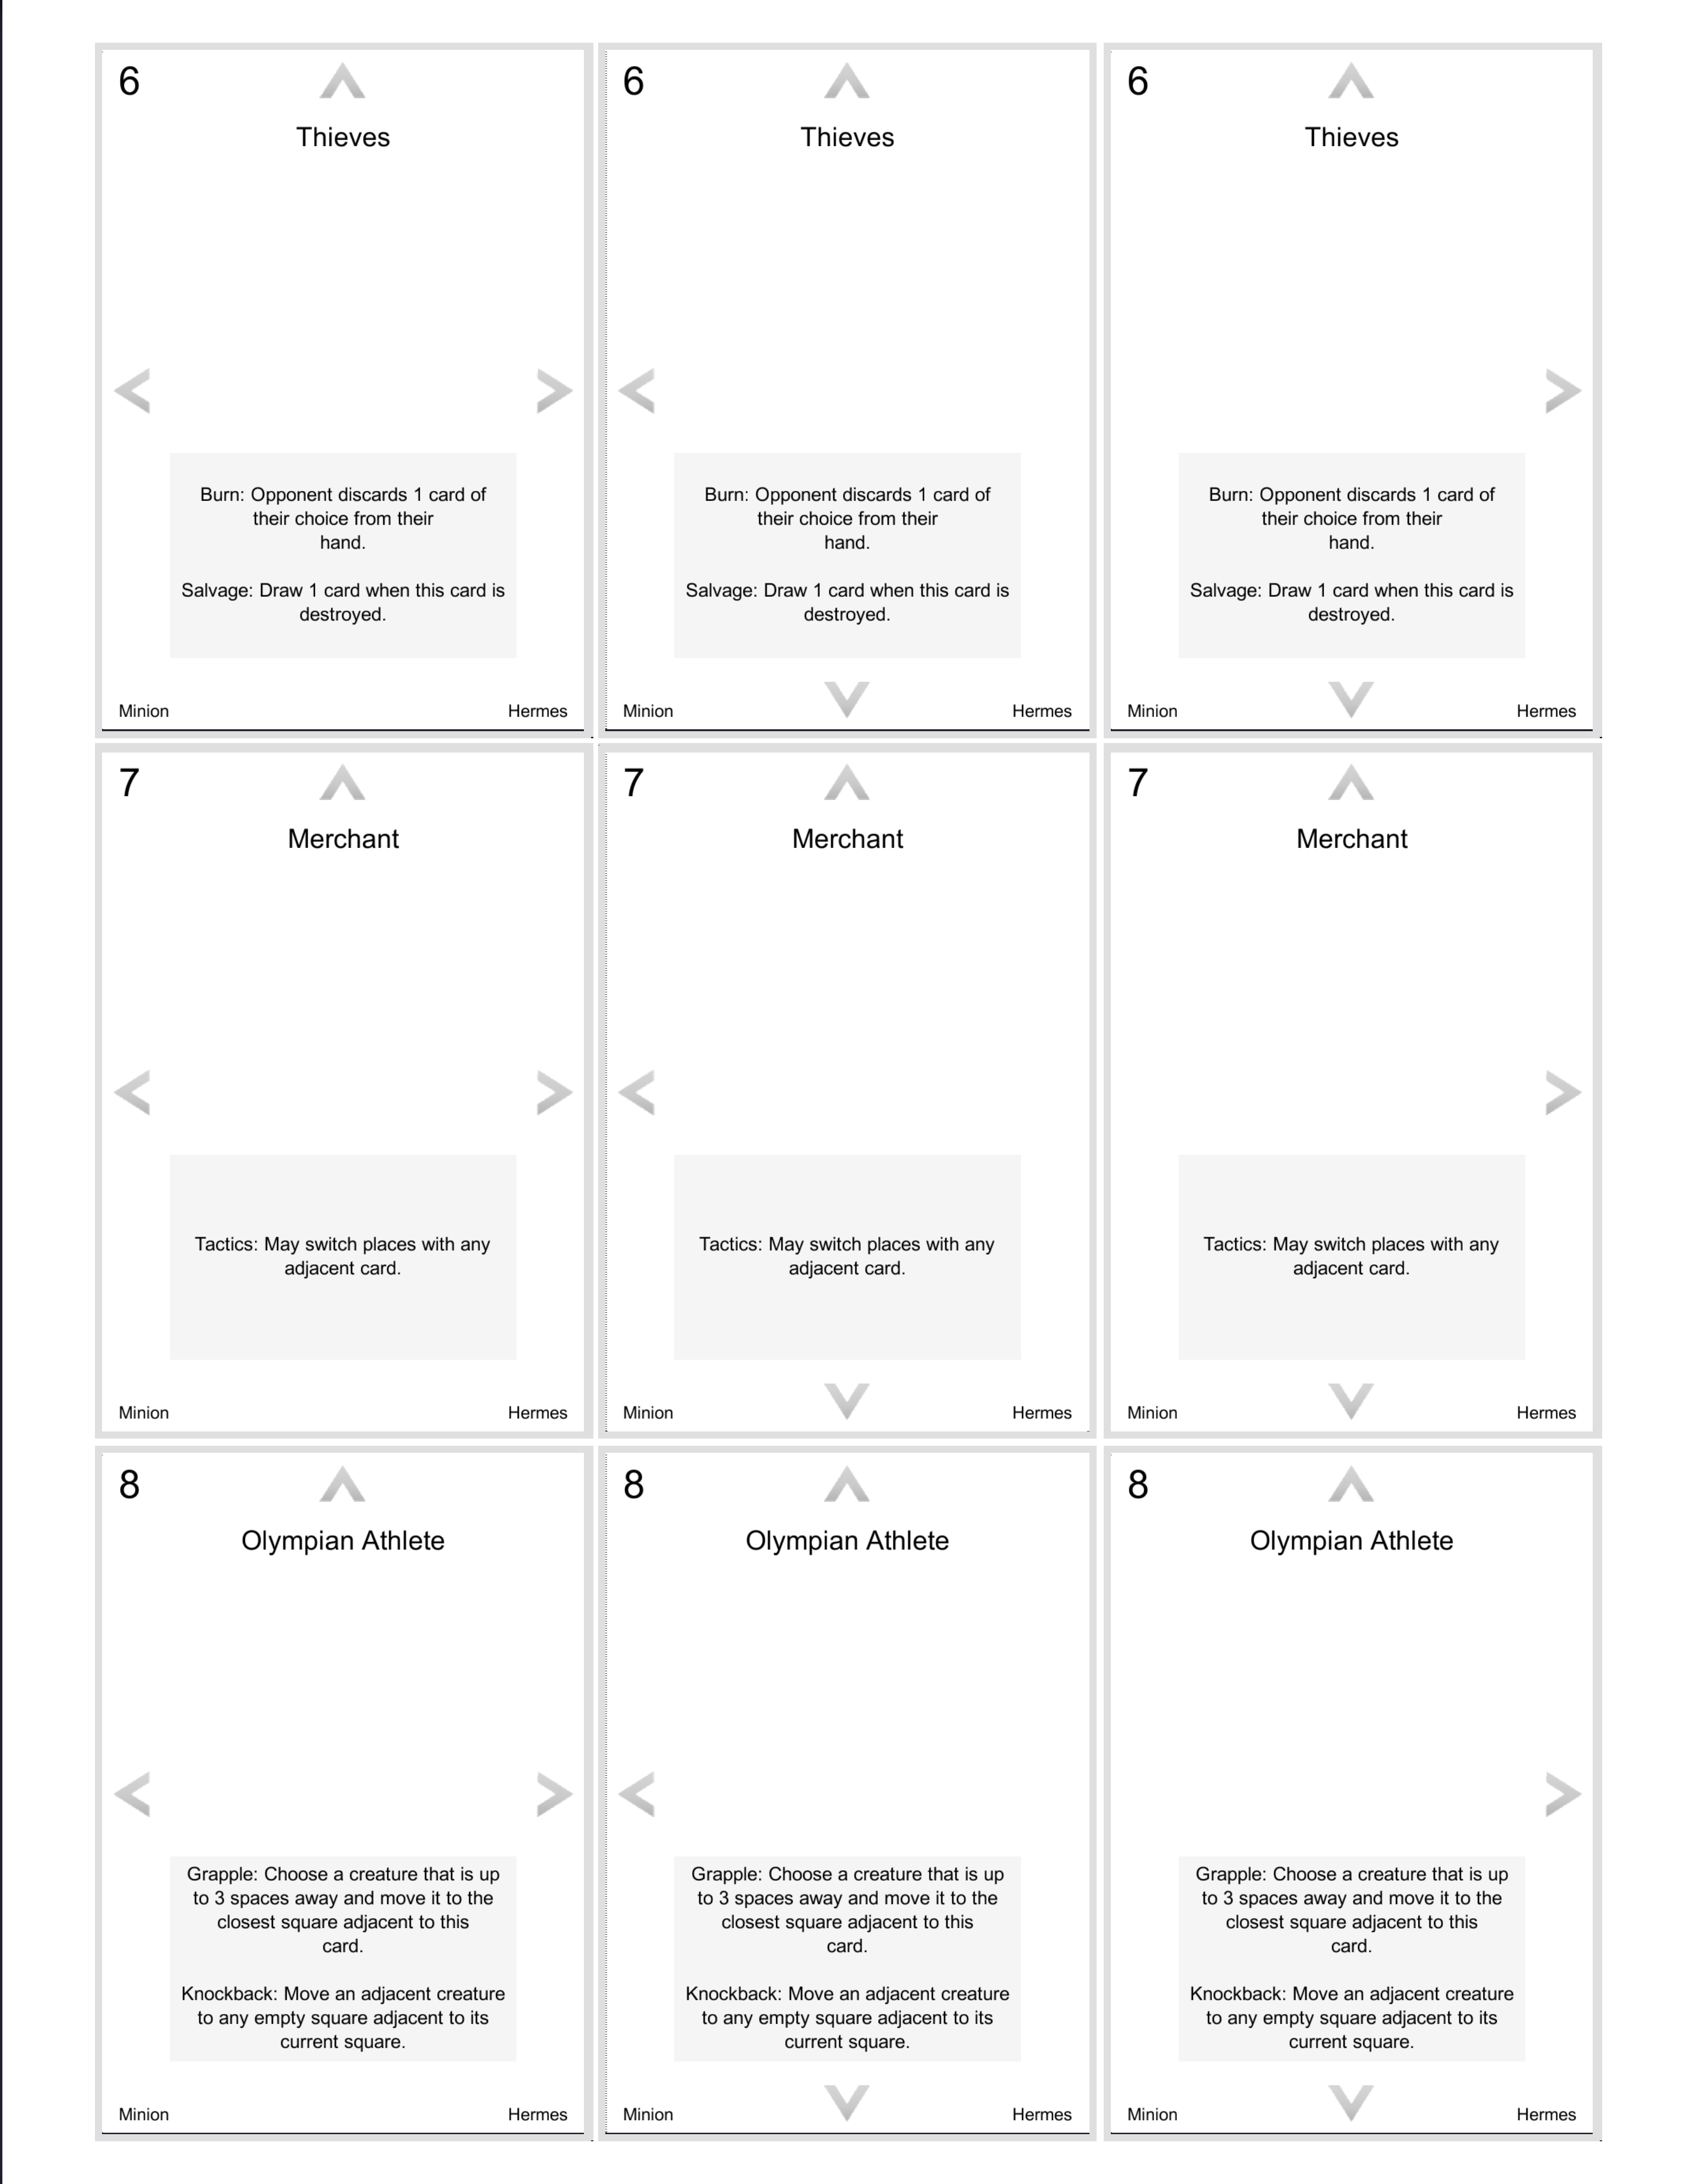 6
Thieves
Burn: Opponent discards 1 card of
their choice from their
hand.
Salvage: Draw 1 card when this card is
destroyed.
Minion
Hermes
6
Thieves
Burn: Opponent discards 1 card of
their choice from their
hand.
Salvage: Draw 1 card when this card is
destroyed.
Minion
Hermes
6
Thieves
Burn: Opponent discards 1 card of
their choice from their
hand.
Salvage: Draw 1 card when this card is
destroyed.
Minion
Hermes
7
Merchant
Tactics: May switch places with any
adjacent card.
Minion
Hermes
7
Merchant
Tactics: May switch places with any
adjacent card.
Minion
Hermes
7
Merchant
Tactics: May switch places with any
adjacent card.
Minion
Hermes
8
Olympian Athlete
Grapple: Choose a creature that is up
to 3 spaces away and move it to the
closest square adjacent to this
card.
Knockback: Move an adjacent creature
to any empty square adjacent to its
current square.
Minion
Hermes
8
Olympian Athlete
Grapple: Choose a creature that is up
to 3 spaces away and move it to the
closest square adjacent to this
card.
Knockback: Move an adjacent creature
to any empty square adjacent to its
current square.
Minion
Hermes
8
Olympian Athlete
Grapple: Choose a creature that is up
to 3 spaces away and move it to the
closest square adjacent to this
card.
Knockback: Move an adjacent creature
to any empty square adjacent to its
current square.
Minion
Hermes